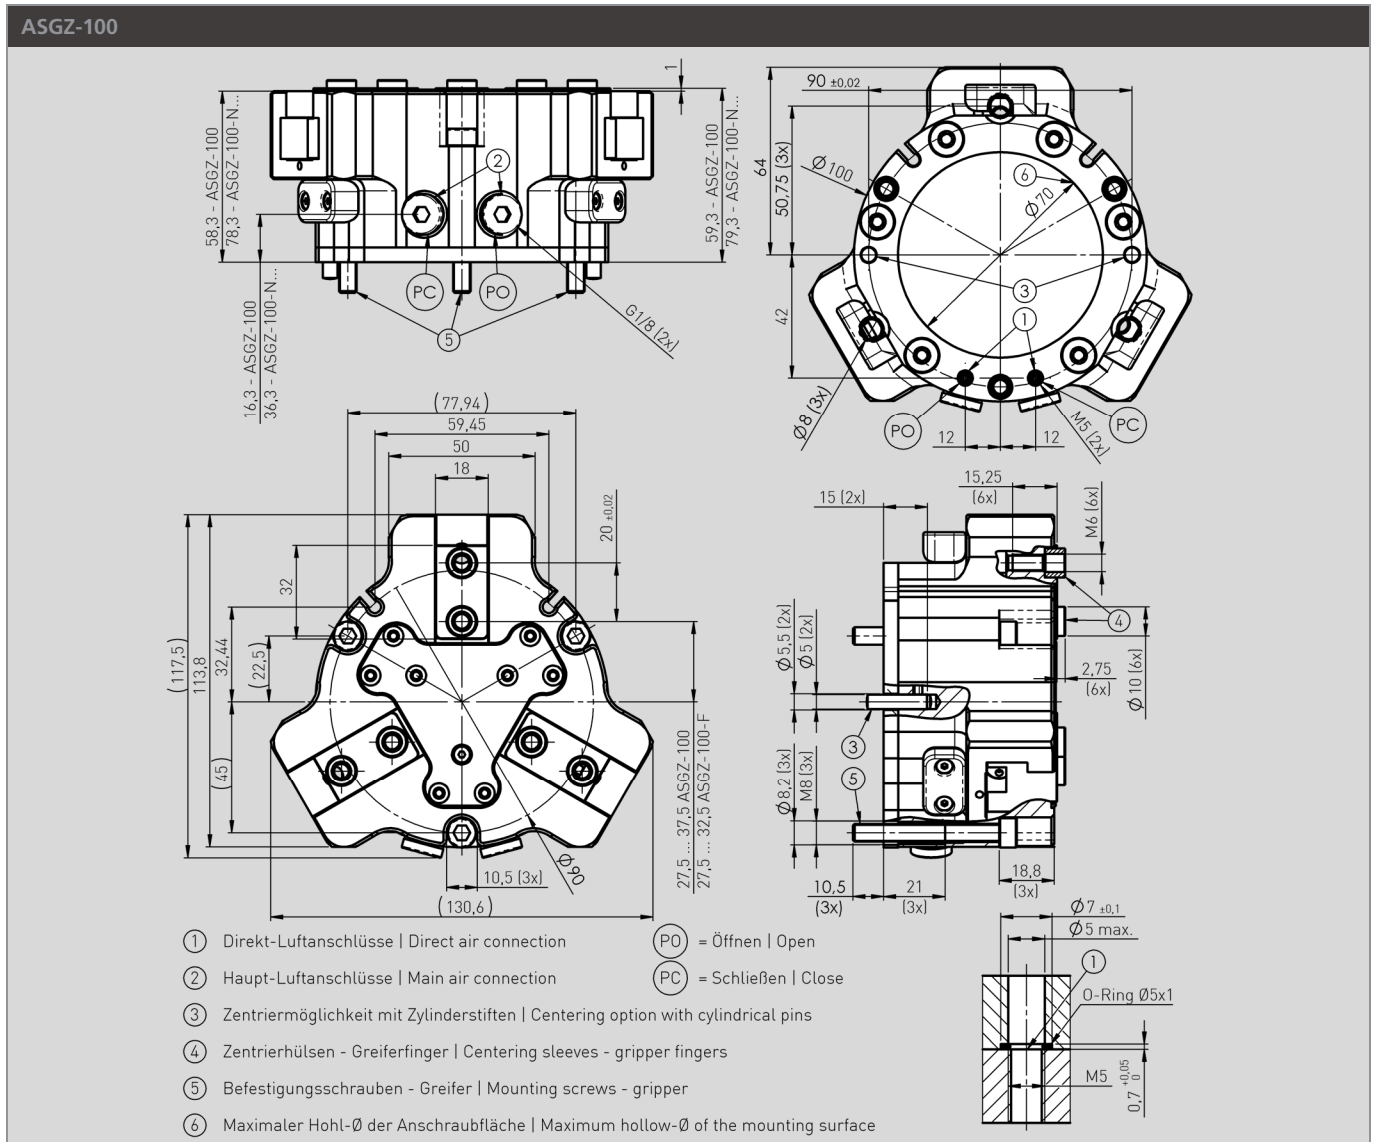 ASGZ-100
58,3 - ASGZ-100
78,3 - ASGZ-100-N...
16,3 - ASGZ-100
36,3 - ASGZ-100-N...
1
59,3 - ASGZ-100
79,3 - ASGZ-100-N...
2
PC
PO
5
G1/8 (2x)
90 ±0,02
64
50,75 (3x)
Ø100
6
Ø70
42
3
1
Ø8 (3x)
PO
12
12
M5 (2x)
PC
(77,94)
59,45
50
18
20 ±0,02
32
(117,5)
113,8
32,44
(22,5)
(45)
27,5 ... 37,5 ASGZ-100
27,5 ... 32,5 ASGZ-100-F
10,5 (3x)
Ø90
(130,6)
15,25
(6x)
15 (2x)
M6 (6x)
4
Ø5,5 (2x)
Ø5 (2x)
2,75
(6x)
Ø10 (6x)
3
5
Ø8,2 (3x)
M8 (3x)
10,5
(3x)
21
(3x)
18,8
(3x)
Ø7 ±0,1
Ø5 max.
1
O-Ring Ø5x1
M5
0,7 +0,05 0
1 Direkt-Luftanschlüsse | Direct air connection
PO = Öffnen | Open
2 Haupt-Luftanschlüsse | Main air connection
PC = Schließen | Close
3 Zentriermöglichkeit mit Zylinderstiften | Centering option with cylindrical pins
4 Zentrierhülsen - Greiferfinger | Centering sleeves - gripper fingers
5 Befestigungsschrauben - Greifer | Mounting screws - gripper
6 Maximaler Hohl-Ø der Anschraubfläche | Maximum hollow-Ø of the mounting surface